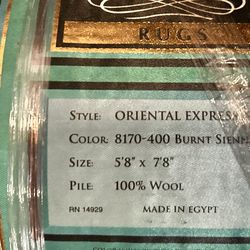 RUGS
STYLE: ORIENTAL EXPRESS
COLOR: 8170-400 BURNT SIENN
SIZE: 5'8" x 7'8"
PILE: 100% WOOL
RN 14929 MADE IN EGYPT